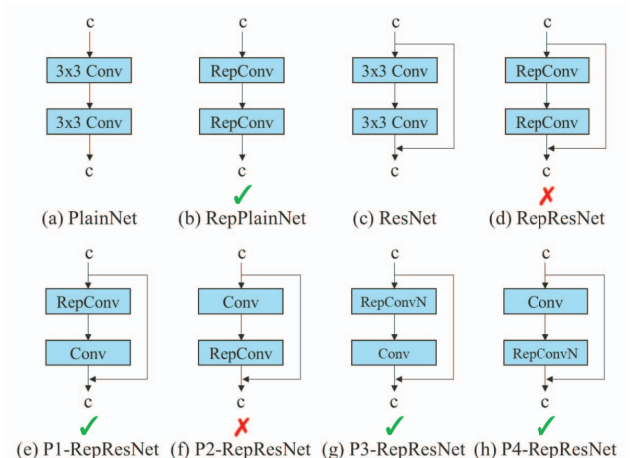 c c c c
3x3 Conv RepConv 3x3 Conv RepConv
3x3 Conv RepConv 3x3 Conv RepConv
c c c c
✓ ✗
(a) PlainNet (b) RepPlainNet (c) ResNet (d) RepResNet
c c c c
RepConv Conv RepConvN Conv
Conv RepConv Conv RepConvN
c c c c
✓ ✗ ✓ ✓
(e) P1-RepResNet (f) P2-RepResNet (g) P3-RepResNet (h) P4-RepResNet